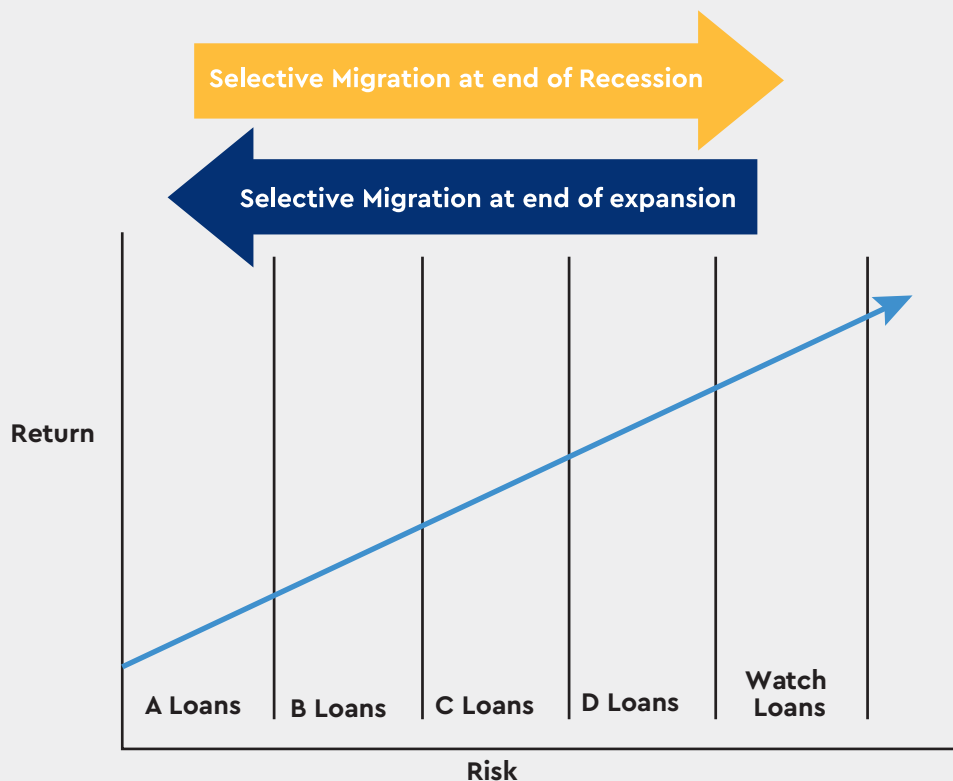 Selective Migration at end of Recession
Selective Migration at end of expansion
Return
A Loans
B Loans
C Loans
D Loans
Watch
Loans
Risk